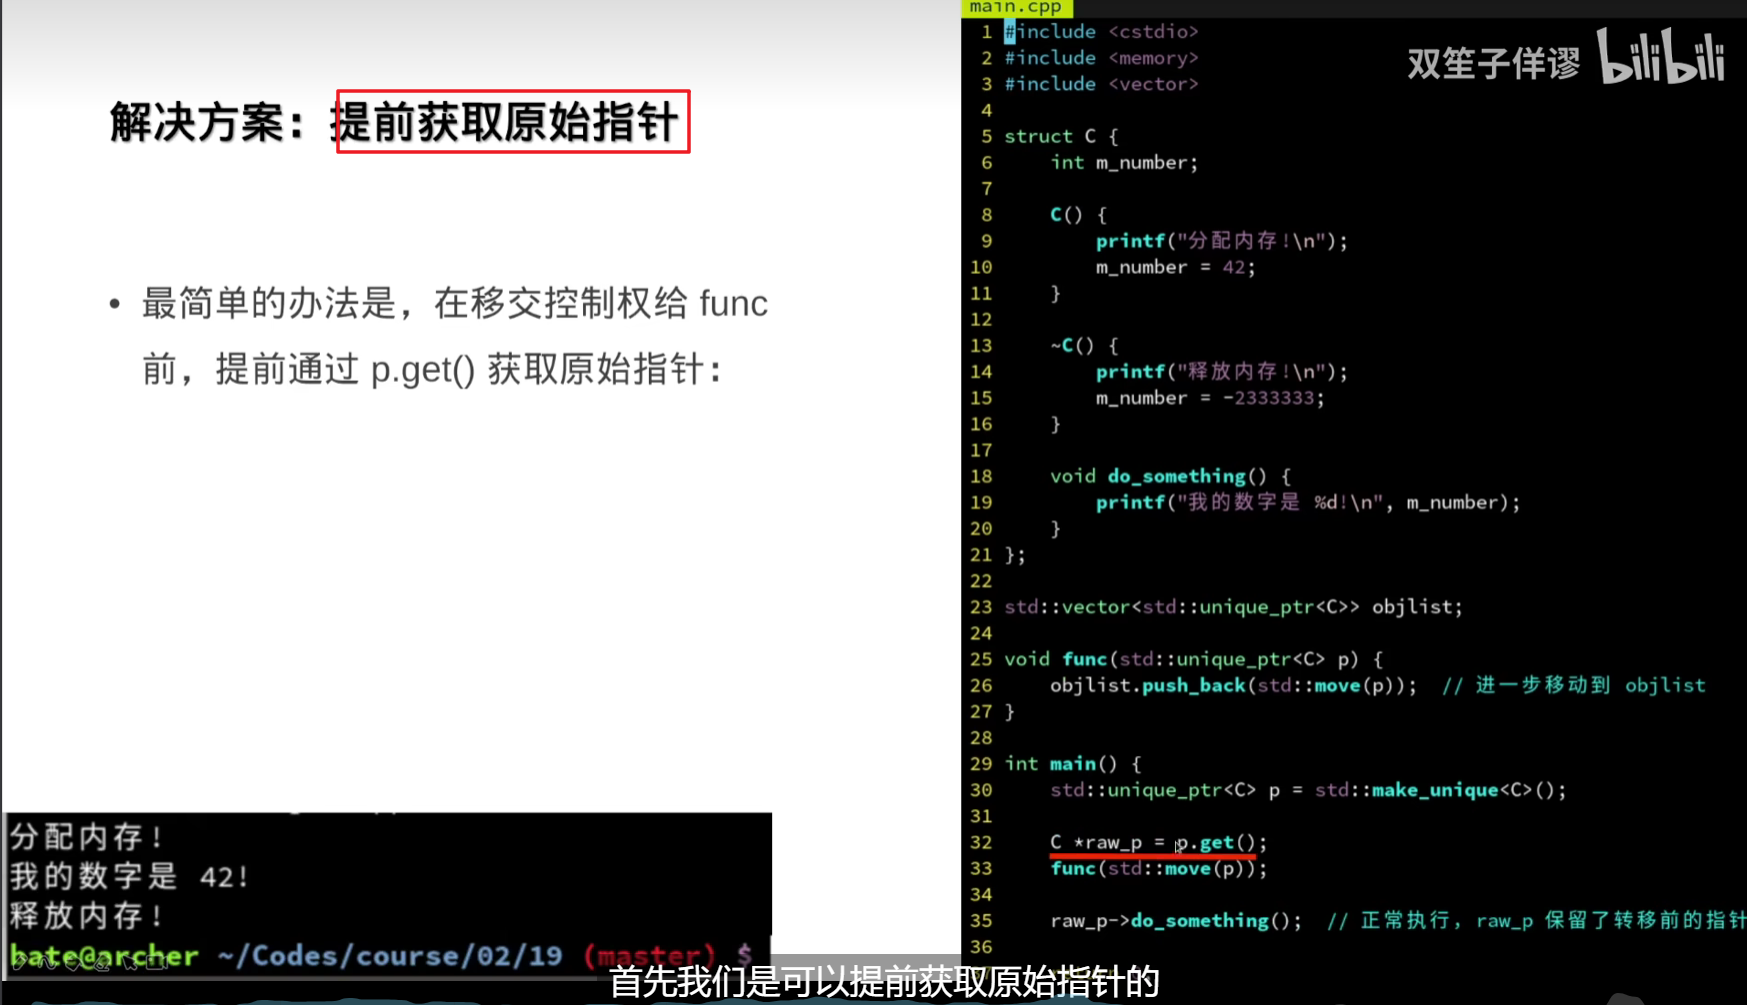 解决方案：提前获取原始指针
• 最简单的办法是，在移交控制权给 func
前，提前通过 p.get() 获取原始指针：
分配内存！
我的数字是 42!
释放内存！
bate@archer ~/Codes/course/02/19 (master) $
main.cpp
双笙子佯谬 bilibili
1 #include <cstdio>
2 #include <memory>
3 #include <vector>
4
5 struct C {
6     int m_number;
7
8     C() {
9         printf("分配内存!\n");
10         m_number = 42;
11     }
12
13     ~C() {
14         printf("释放内存!\n");
15         m_number = -2333333;
16     }
17
18     void do_something() {
19         printf("我的数字是 %d!\n", m_number);
20     }
21 };
22
23 std::vector<std::unique_ptr<C>> objlist;
24
25 void func(std::unique_ptr<C> p) {
26     objlist.push_back(std::move(p));  // 进一步移动到 objlist
27 }
28
29 int main() {
30     std::unique_ptr<C> p = std::make_unique<C>();
31
32     C *raw_p = p.get();
33     func(std::move(p));
34
35     raw_p->do_something();  // 正常执行，raw_p 保留了转移前的指针
36
首先我们是可以提前获取原始指针的